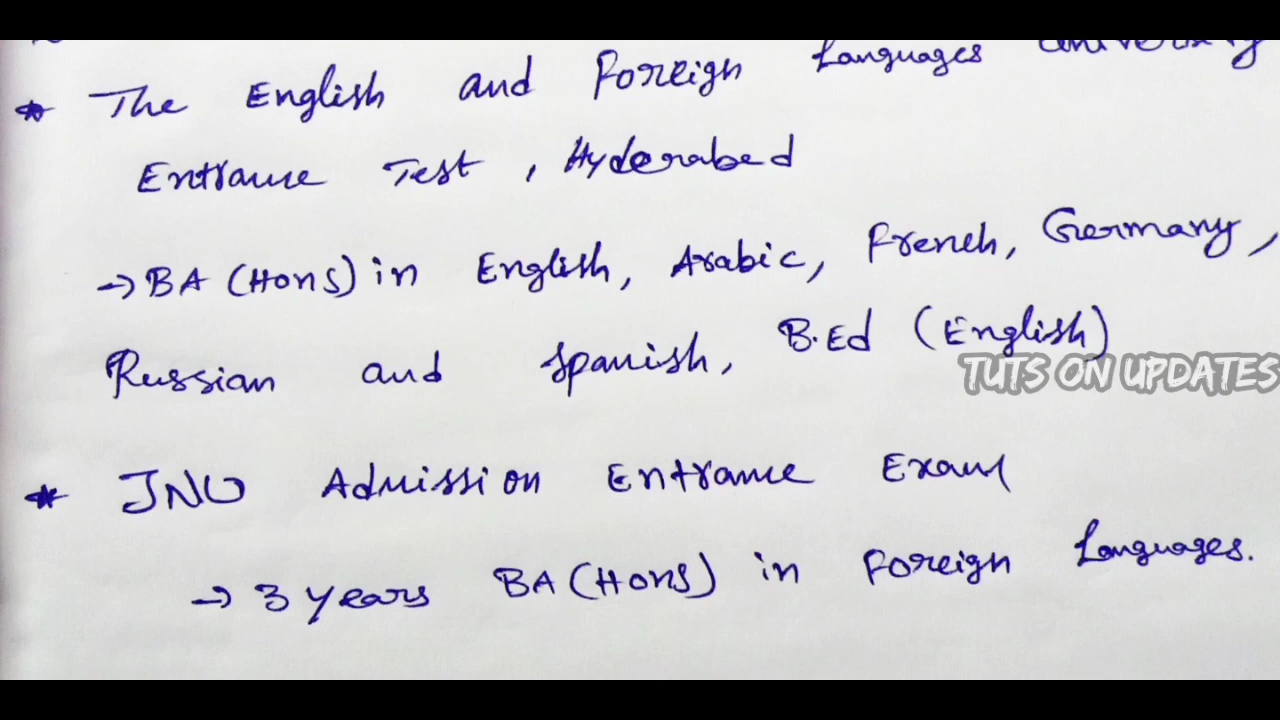 * The English and Foreign Languages University
Entrance Test, Hyderabad
→ BA (Hons) in English, Arabic, French, Germany,
Russian and Spanish, B.Ed (English)
TUTS ON UPDATES
* JNU Admission Entrance Exam
→ 3 years BA (Hons) in Foreign Languages.